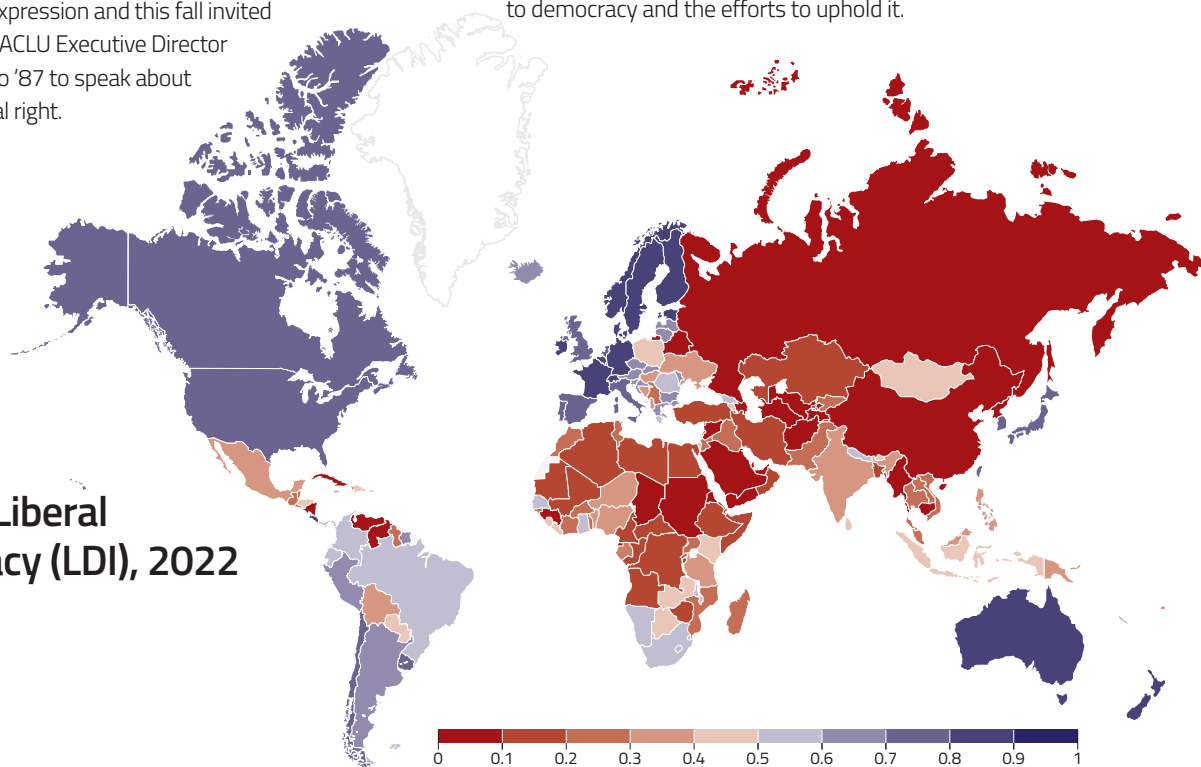 expression and this fall invited
ACLU Executive Director
o ’87 to speak about
al right.
to democracy and the efforts to uphold it.
Liberal
acy (LDI), 2022
0 0.1 0.2 0.3 0.4 0.5 0.6 0.7 0.8 0.9 1